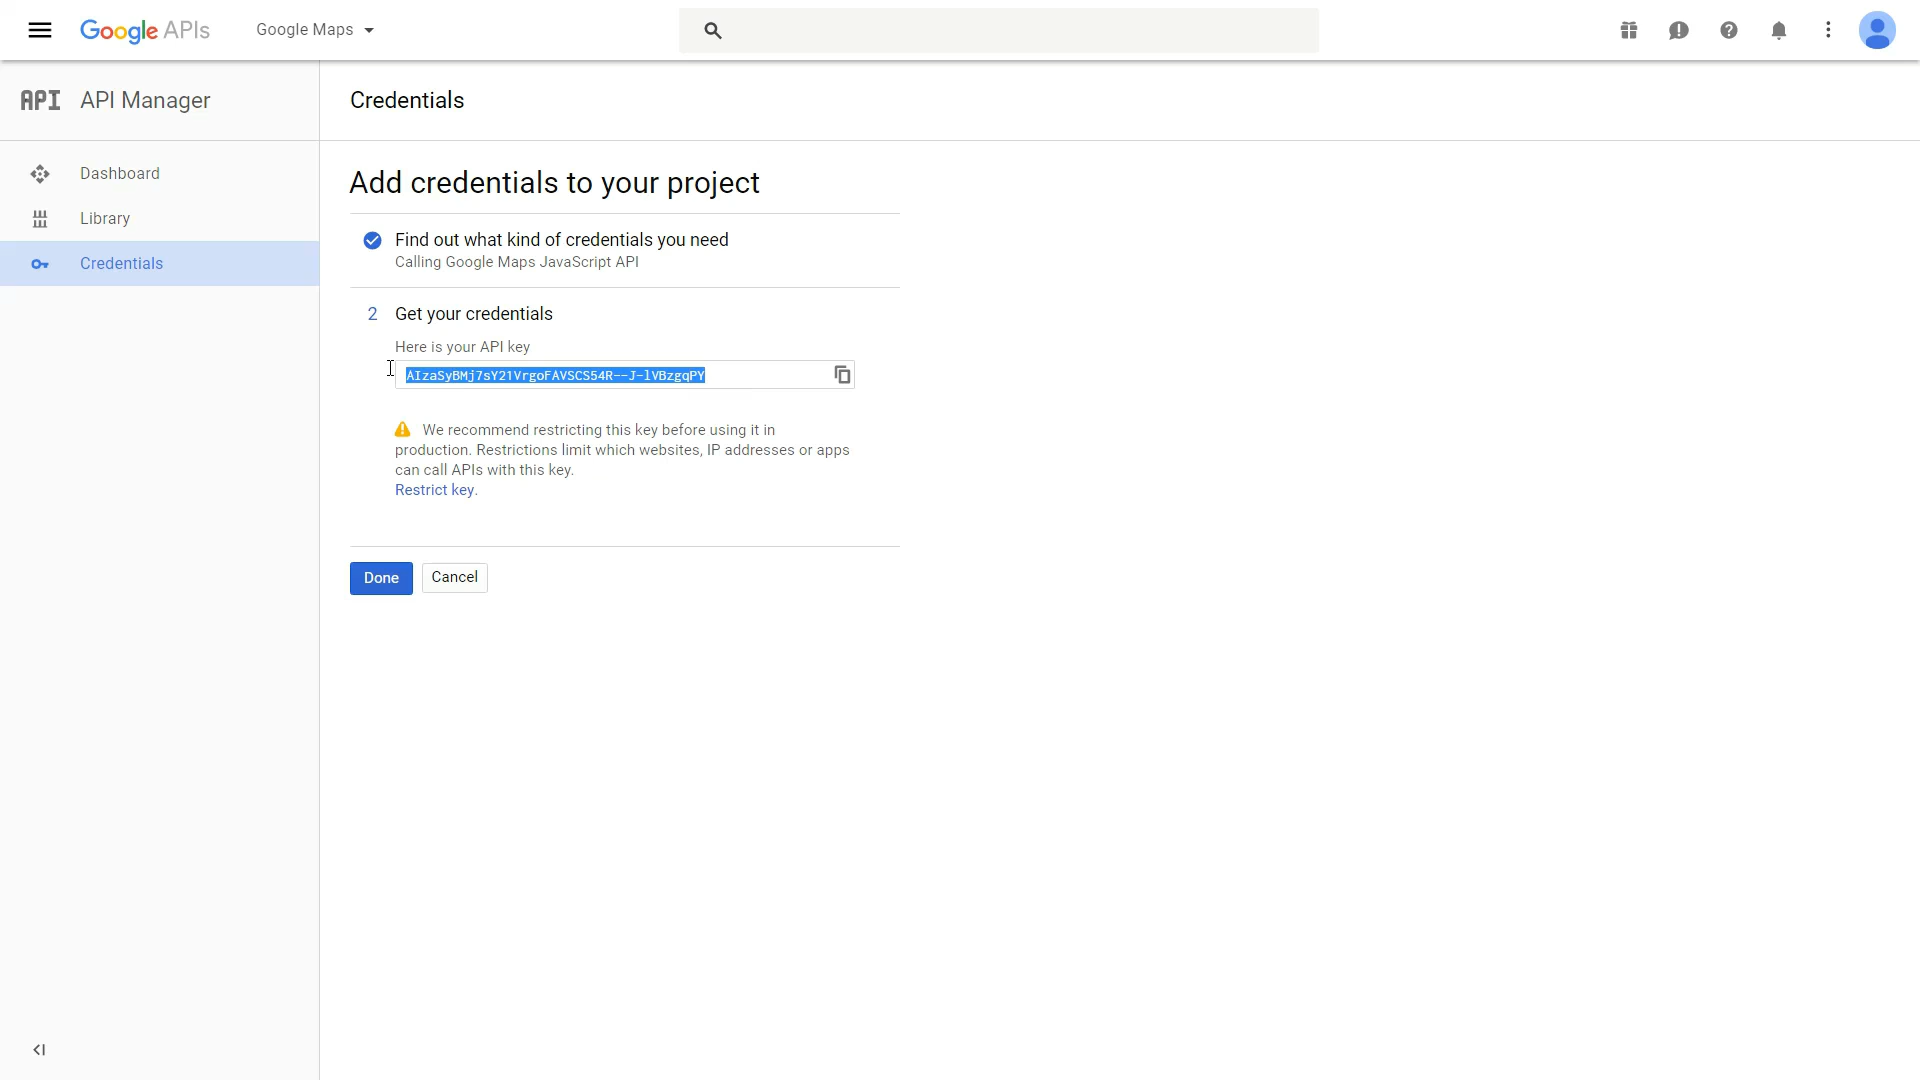 Google APIs
Google Maps
API API Manager
Credentials
Dashboard
Library
Credentials
Add credentials to your project
Find out what kind of credentials you need
Calling Google Maps JavaScript API
2 Get your credentials
Here is your API key
AIzaSyBMj7sY21VrgoFAVSCS54R--J-lVBzgqPY
We recommend restricting this key before using it in
production. Restrictions limit which websites, IP addresses or apps
can call APIs with this key.
Restrict key.
Done Cancel